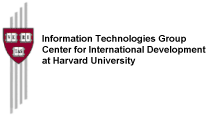 Information Technologies Group
Center for International Development
at Harvard University